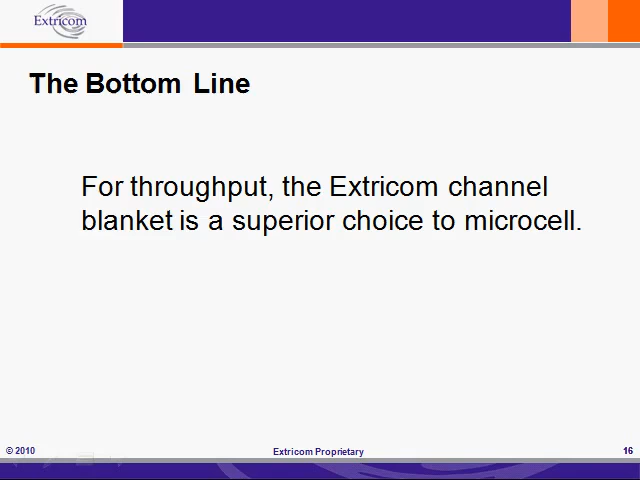 Extricom
The Bottom Line
For throughput, the Extricom channel
blanket is a superior choice to microcell.
© 2010
Extricom Proprietary
16